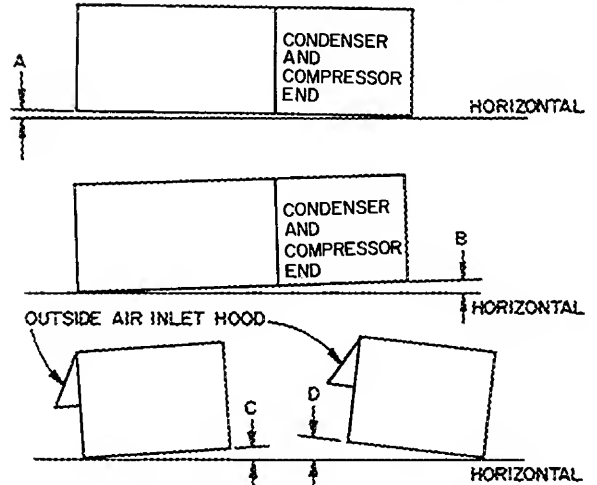 A
CONDENSER
AND
COMPRESSOR
END
HORIZONTAL
CONDENSER
AND
COMPRESSOR
END
B
HORIZONTAL
OUTSIDE AIR INLET HOOD
C
D
HORIZONTAL